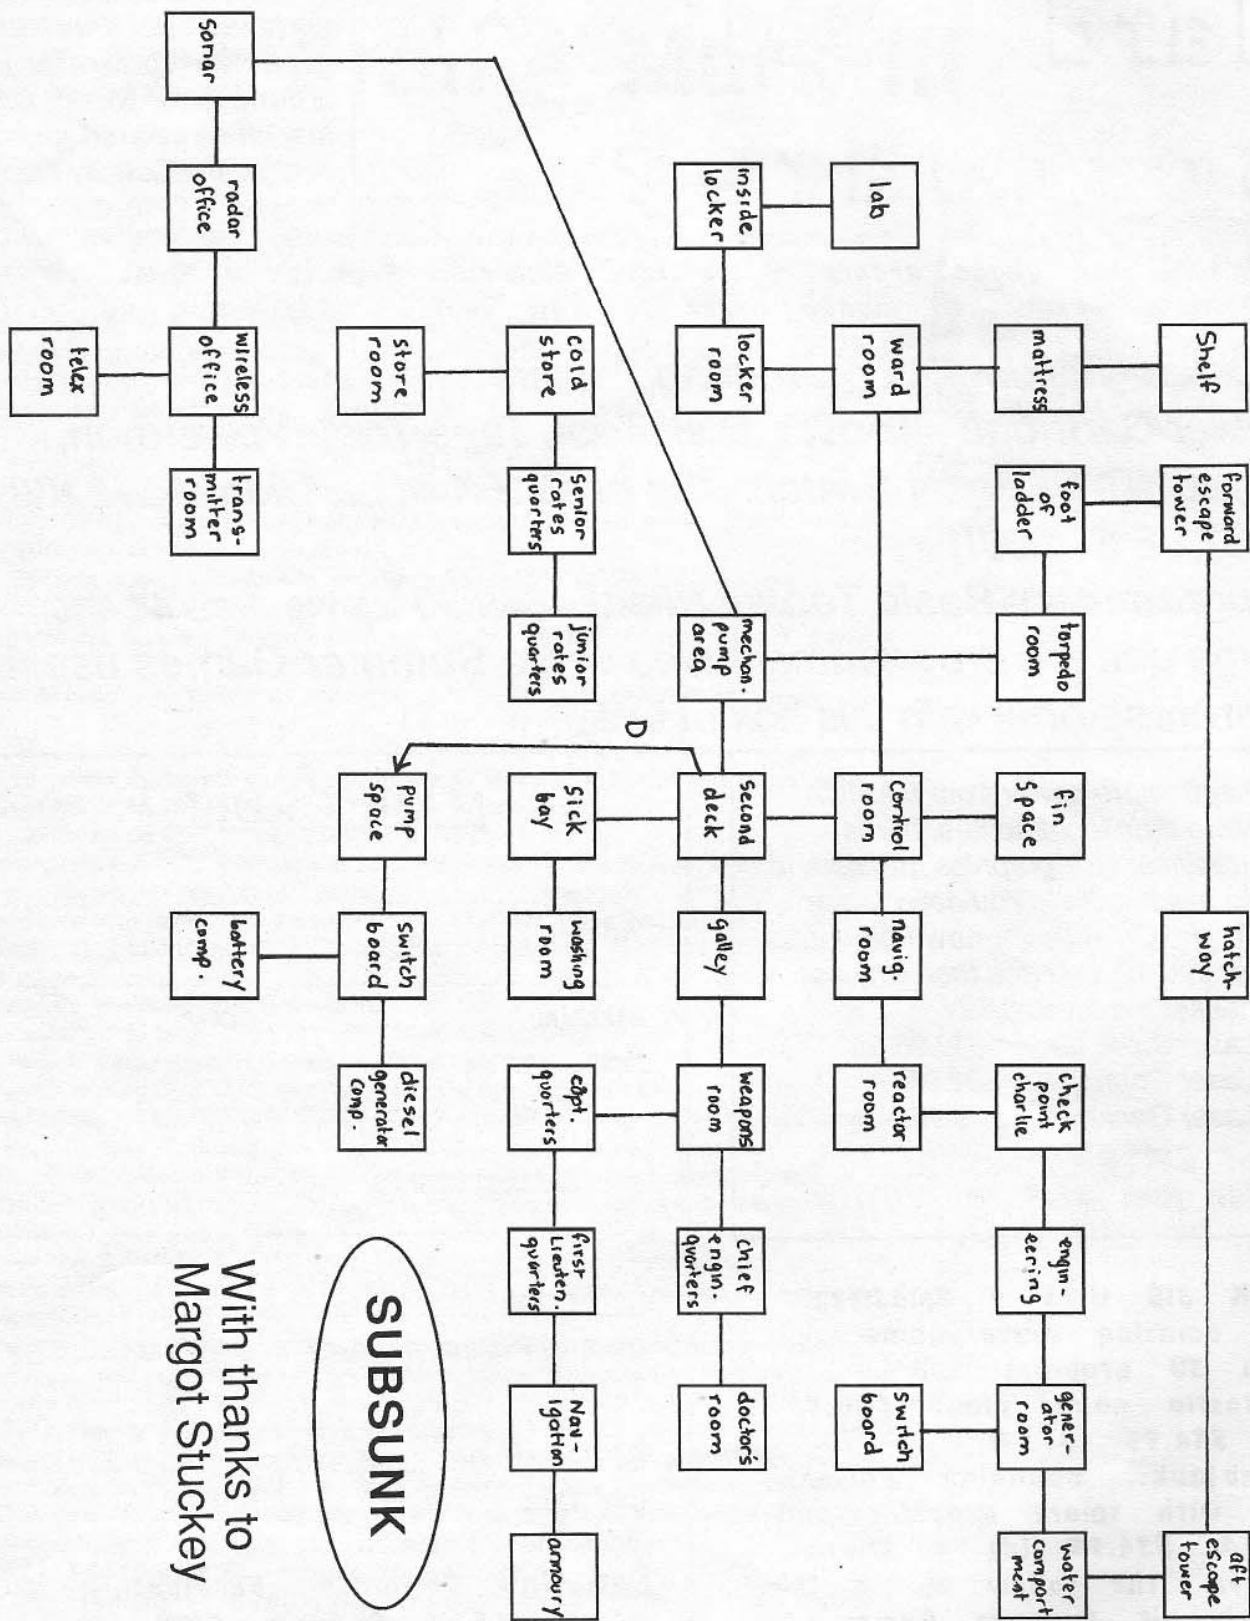 Shelf
forward
escape
tower
hatch-
way
aft
escape
tower
mattress
foot
of
ladder
torpedo
room
fin
space
check
point
charlie
engin-
eering
gener-
ator
room
water
compart
ment
lab
ward
room
control
room
navig.
room
reactor
room
switch
board
inside
locker
locker
room
mechan.
pump
area
second
deck
galley
weapons
room
chief
engin.
quarters
doctor's
room
D
cold
store
senior
rates
quarters
junior
rates
quarters
sick
bay
washing
room
capt.
quarters
first
Lieuten.
quarters
Nav-
igation
armoury
store
room
pump
space
switch
board
diesel
generator
comp.
SUBSUNK
sonar
radar
office
wireless
office
trans-
mitter
room
battery
comp.
With thanks to
Margot Stuckey
telex
room